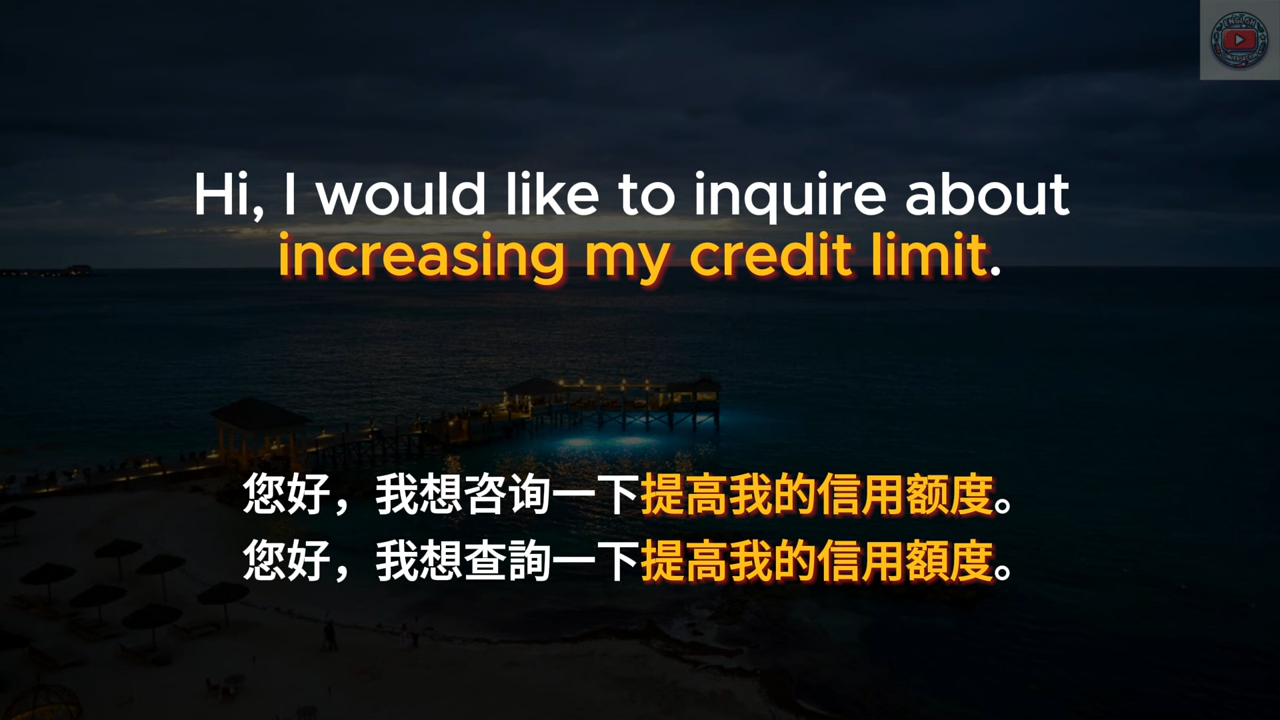 Hi, I would like to inquire about
increasing my credit limit.
您好，我想咨询一下提高我的信用额度。
您好，我想查詢一下提高我的信用額度。